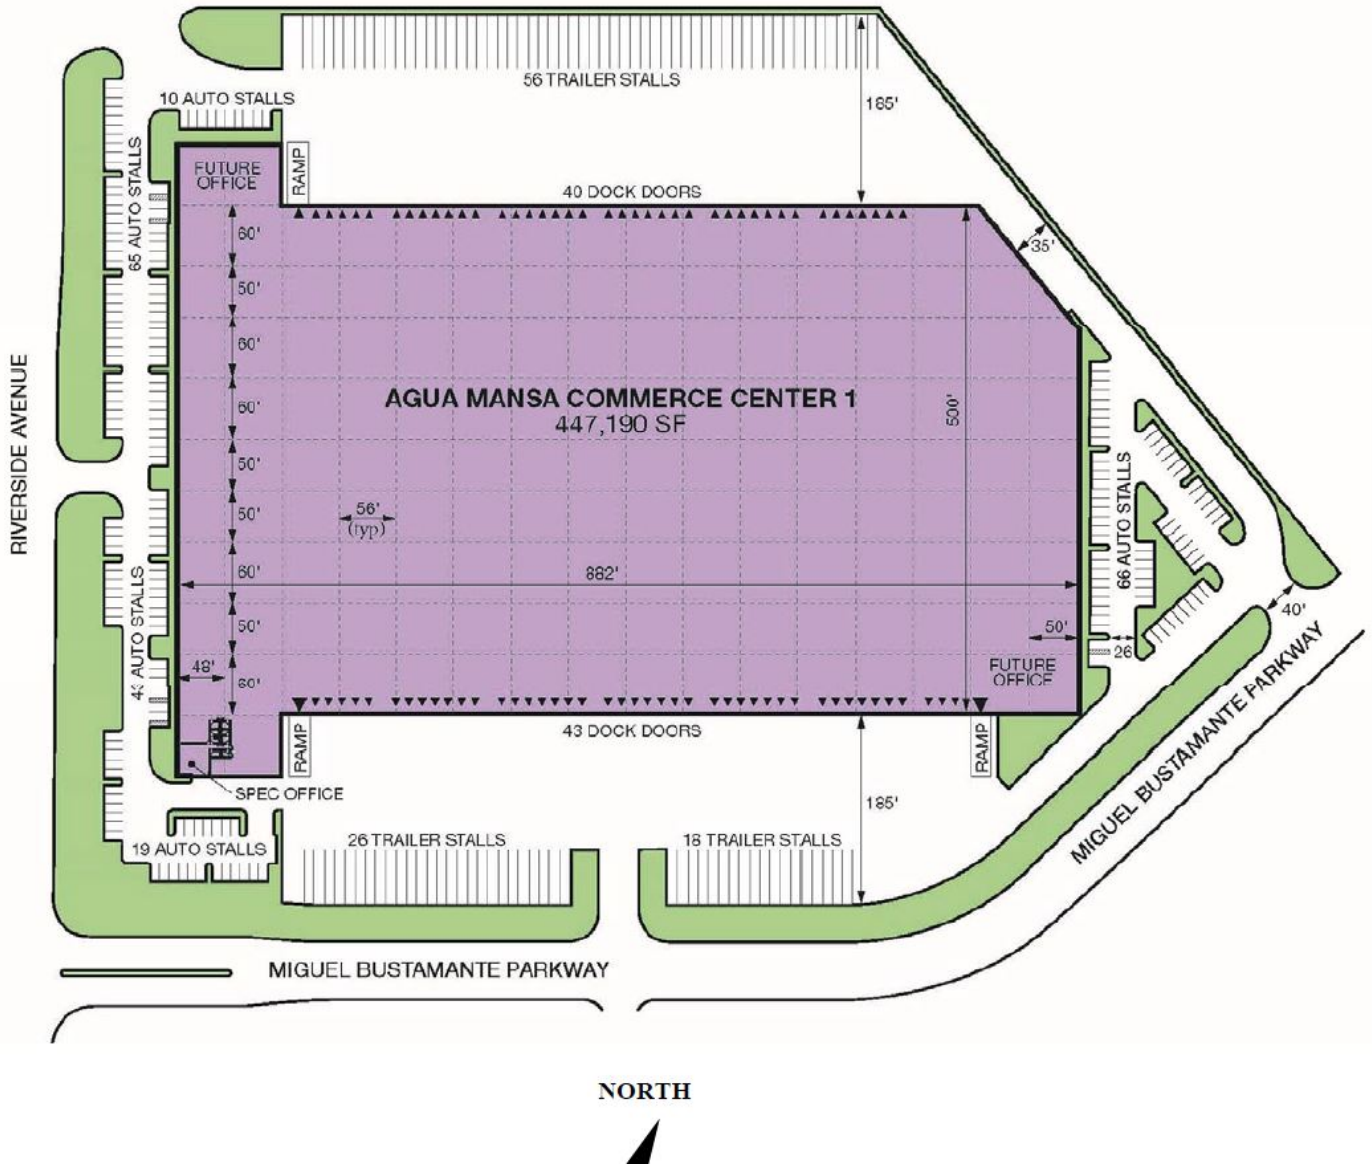 56 TRAILER STALLS
10 AUTO STALLS
185'
65 AUTO STALLS
FUTURE
OFFICE
RAMP
40 DOCK DOORS
60'
35'
50'
60'
RIVERSIDE AVENUE
AGUA MANSA COMMERCE CENTER 1
447,190 SF
500'
60'
50'
66 AUTO STALLS
50'
56'
(typ)
60'
882'
43 AUTO STALLS
40'
50'
50'
26
48'
60'
FUTURE
OFFICE
RAMP
43 DOCK DOORS
RAMP
MIGUEL BUSTAMANTE PARKWAY
SPEC OFFICE
185'
19 AUTO STALLS
26 TRAILER STALLS
18 TRAILER STALLS
MIGUEL BUSTAMANTE PARKWAY
NORTH